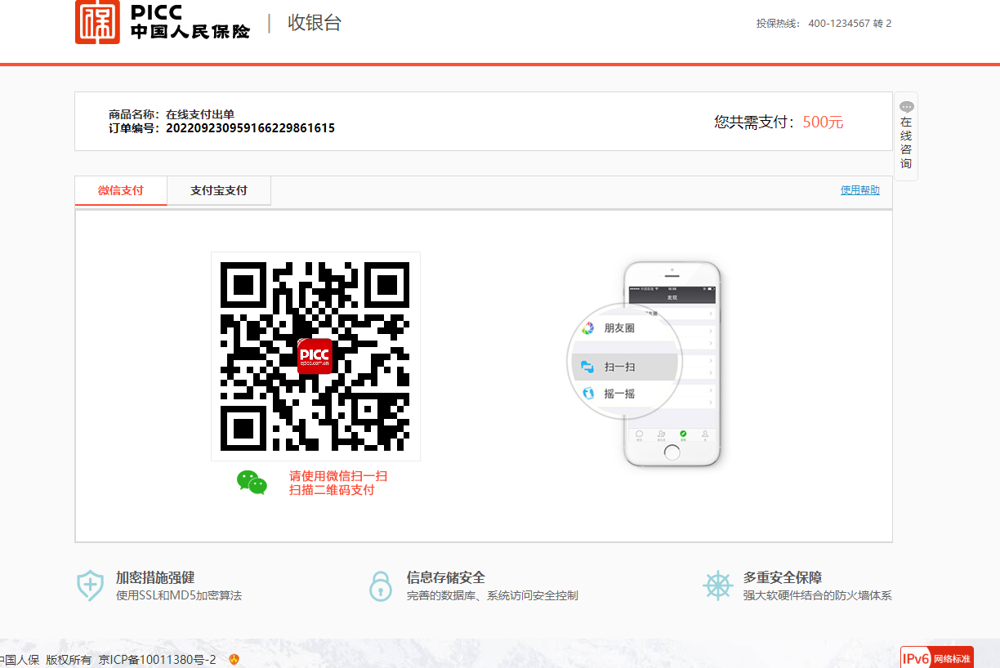 PICC
中国人民保险
收银台
投保热线： 400-1234567 转 2
商品名称：在线支付出单
订单编号：202209230959166229861615
您共需支付：500元
在线咨询
微信支付
支付宝支付
使用帮助
PICC
epicc.com.cn
请使用微信扫一扫
扫描二维码支付
发现
朋友圈
扫一扫
摇一摇
加密措施强健
使用SSL和MD5加密算法
信息存储安全
完善的数据库、系统访问安全控制
多重安全保障
强大软硬件结合的防火墙体系
中国人保 版权所有 京ICP备10011380号-2
IPv6 网络标准